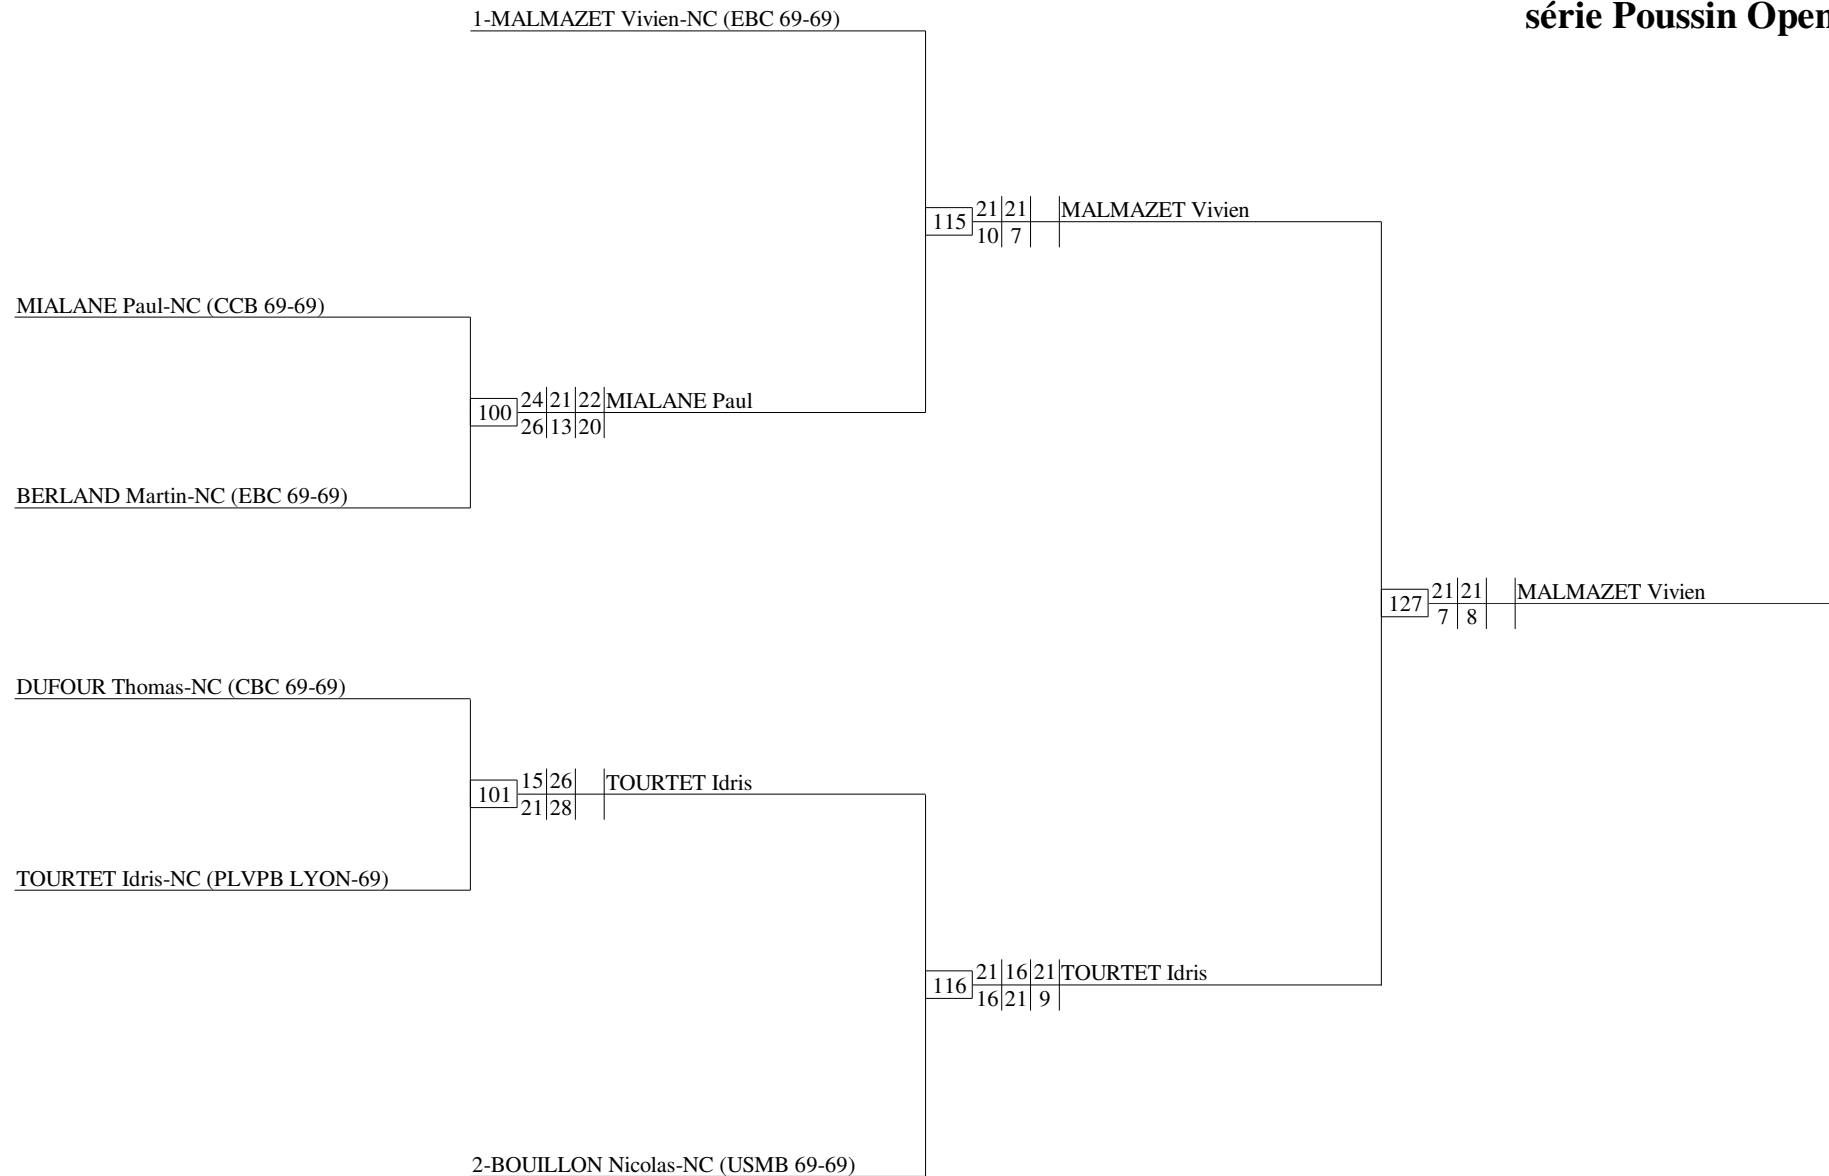 série Poussin Open
1-MALMAZET Vivien-NC (EBC 69-69)
115 21 21 MALMAZET Vivien
10 7
MIALANE Paul-NC (CCB 69-69)
100 24 21 22 MIALANE Paul
26 13 20
BERLAND Martin-NC (EBC 69-69)
127 21 21 MALMAZET Vivien
7 8
DUFOUR Thomas-NC (CBC 69-69)
101 15 26 TOURTET Idris
21 28
TOURTET Idris-NC (PLVPB LYON-69)
116 21 16 21 TOURTET Idris
16 21 9
2-BOUILLON Nicolas-NC (USMB 69-69)